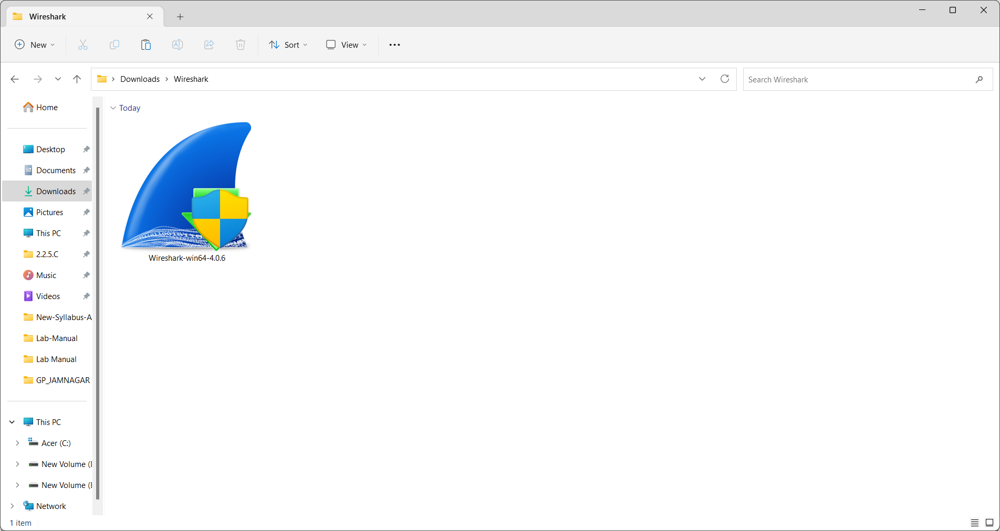 Wireshark
New
Sort
View
Downloads
Wireshark
Search Wireshark
Home
Desktop
Documents
Downloads
Pictures
This PC
2.2.5.C
Music
Videos
New-Syllabus-A
Lab-Manual
Lab Manual
GP_JAMNAGAR
This PC
Acer (C:)
New Volume (
New Volume (
Network
Today
Wireshark-win64-4.0.6
1 item